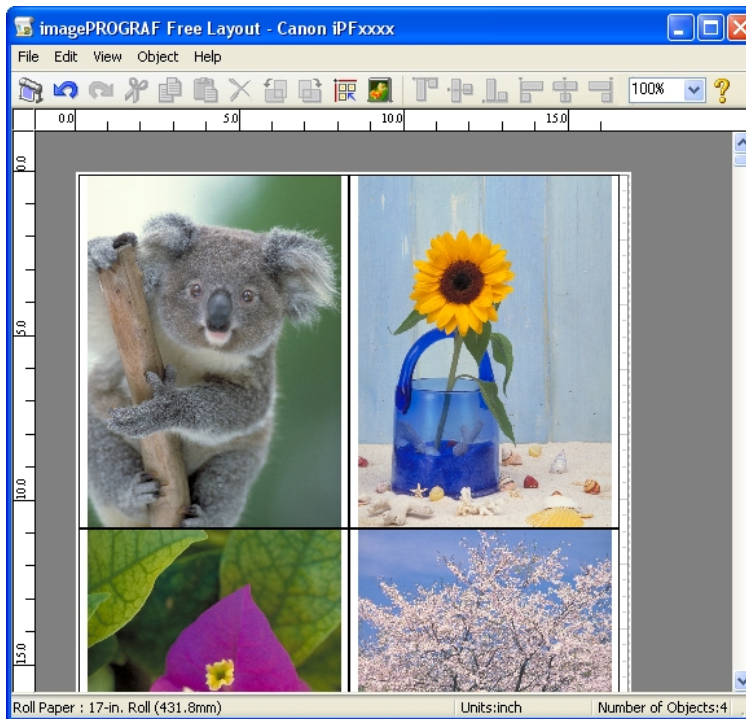 imagePROGRAF Free Layout - Canon iPFxxxx
File Edit View Object Help
100%
0.0 5.0 10.0 15.0
0.0
5.0
10.0
15.0
Roll Paper : 17-in. Roll (431.8mm) Units:inch Number of Objects:4